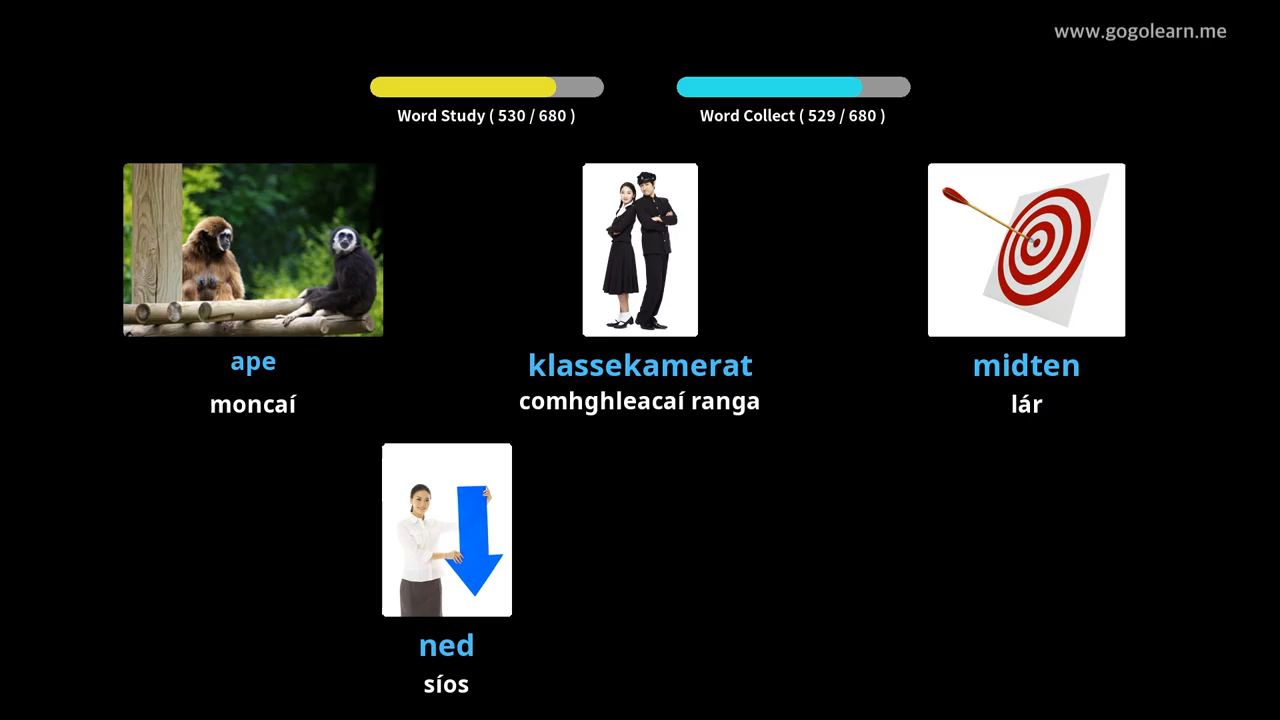 www.gogolearn.me
Word Study ( 530 / 680 )
Word Collect ( 529 / 680 )
ape
moncaí
klassekamerat
comhghleacaí ranga
midten
lár
ned
síos